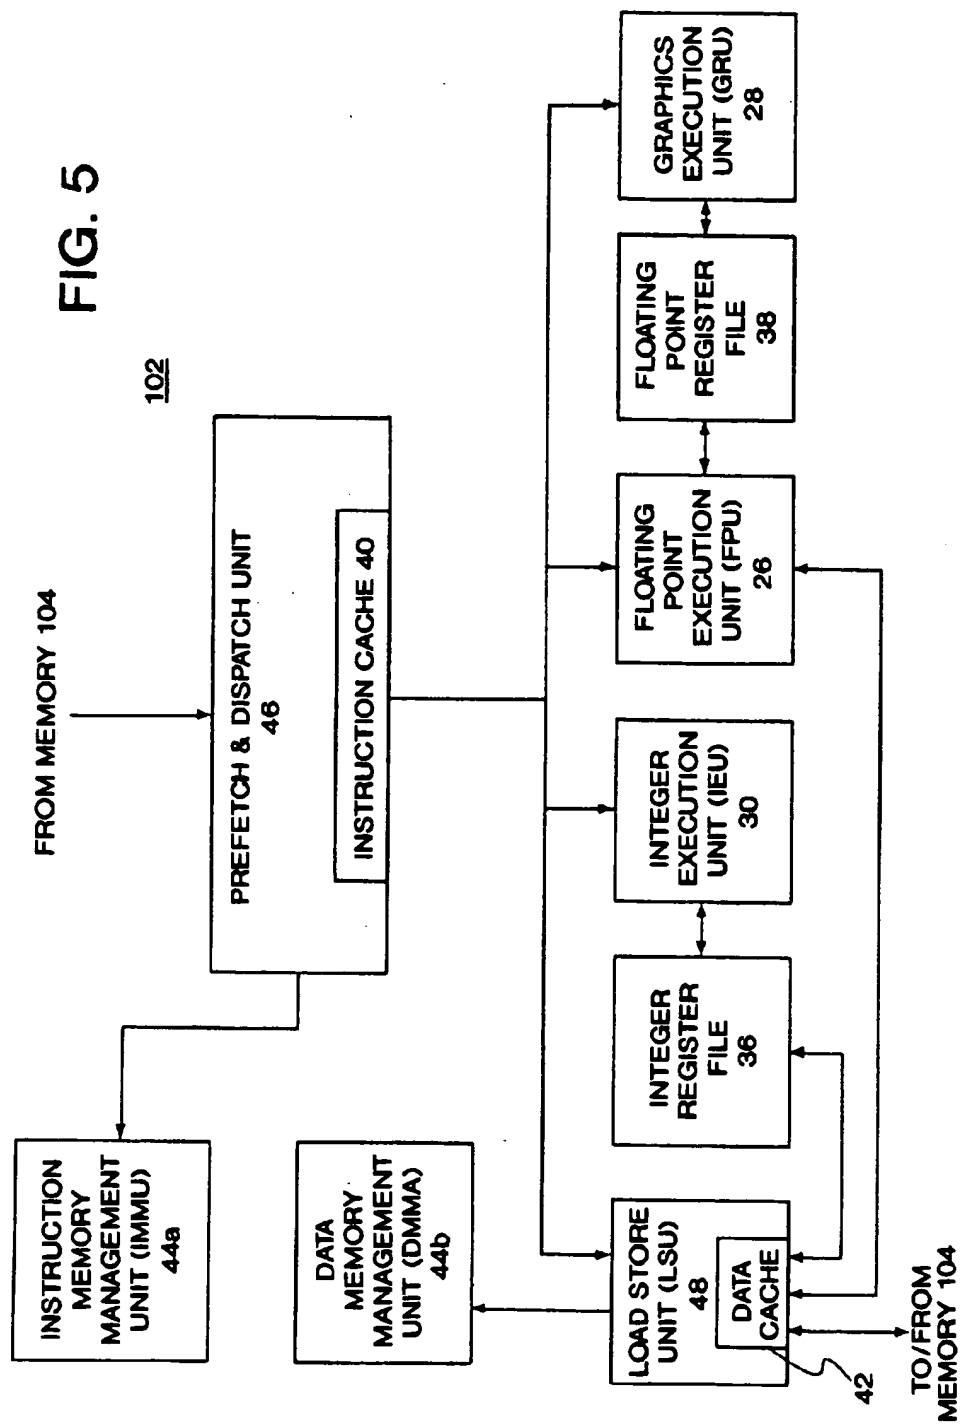 FIG. 5
102
FROM MEMORY 104
PREFETCH & DISPATCH UNIT
46
INSTRUCTION CACHE 40
INSTRUCTION
MEMORY
MANAGEMENT
UNIT (IMMU)
44a
DATA
MEMORY
MANAGEMENT
UNIT (DMMA)
44b
LOAD STORE
UNIT (LSU)
48
DATA
CACHE
42
TO/FROM
MEMORY 104
INTEGER
REGISTER
FILE
36
INTEGER
EXECUTION
UNIT (IEU)
30
FLOATING
POINT
EXECUTION
UNIT (FPU)
26
FLOATING
POINT
REGISTER
FILE
38
GRAPHICS
EXECUTION
UNIT (GRU)
28